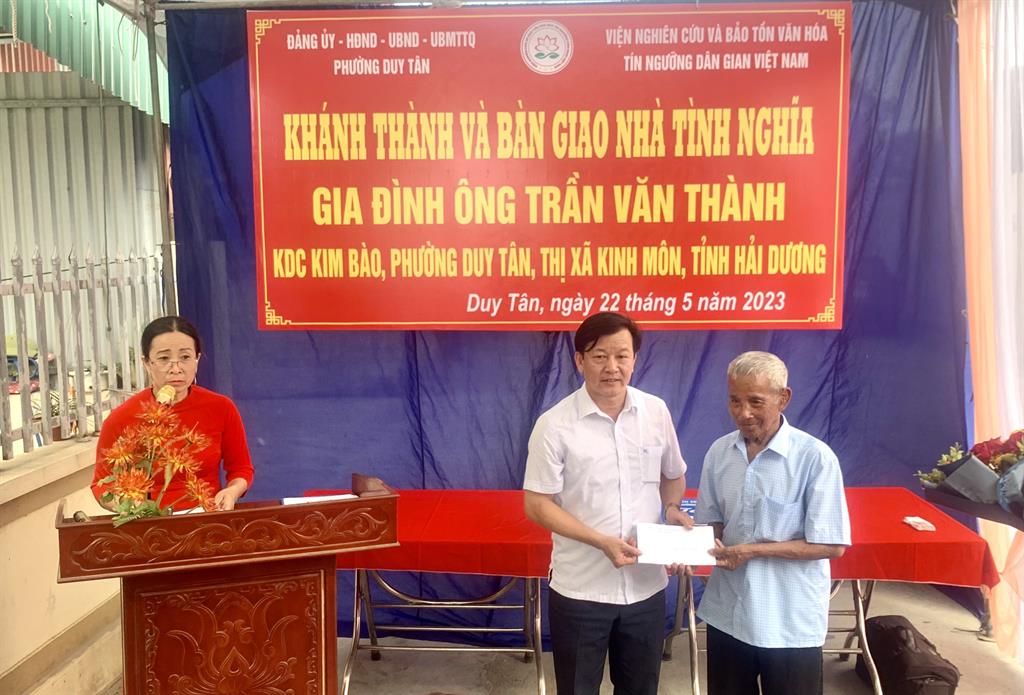 ĐẢNG ỦY - HĐND - UBND - UBMTTQ
PHƯỜNG DUY TÂN
VIỆN NGHIÊN CỨU VÀ BẢO TỒN VĂN HÓA
TÍN NGƯỠNG DÂN GIAN VIỆT NAM
KHÁNH THÀNH VÀ BÀN GIAO NHÀ TÌNH NGHĨA
GIA ĐÌNH ÔNG TRẦN VĂN THÀNH
KDC KIM BÀO, PHƯỜNG DUY TÂN, THỊ XÃ KINH MÔN, TỈNH HẢI DƯƠNG
Duy Tân, ngày 22 tháng 5 năm 2023